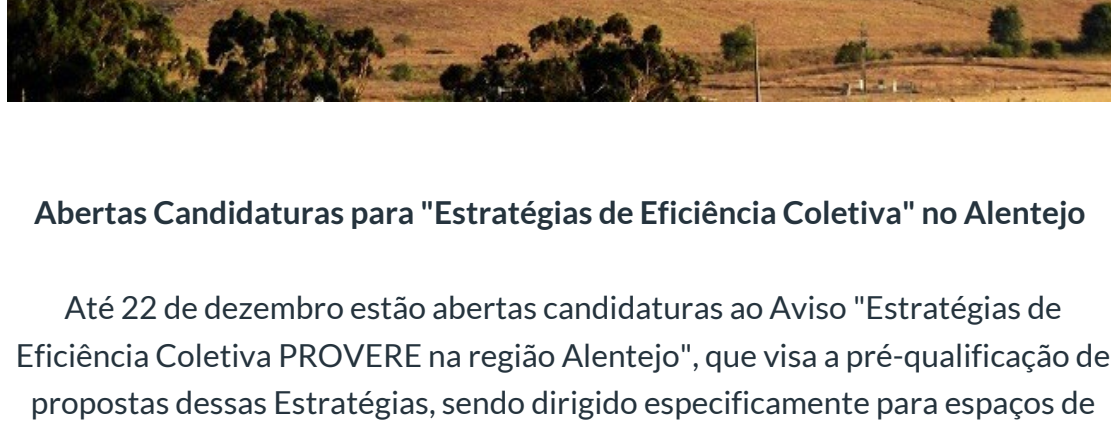 Abertas Candidaturas para "Estratégias de Eficiência Coletiva" no Alentejo
Até 22 de dezembro estão abertas candidaturas ao Aviso "Estratégias de
Eficiência Coletiva PROVERE na região Alentejo", que visa a pré-qualificação de
propostas dessas Estratégias, sendo dirigido especificamente para espaços de